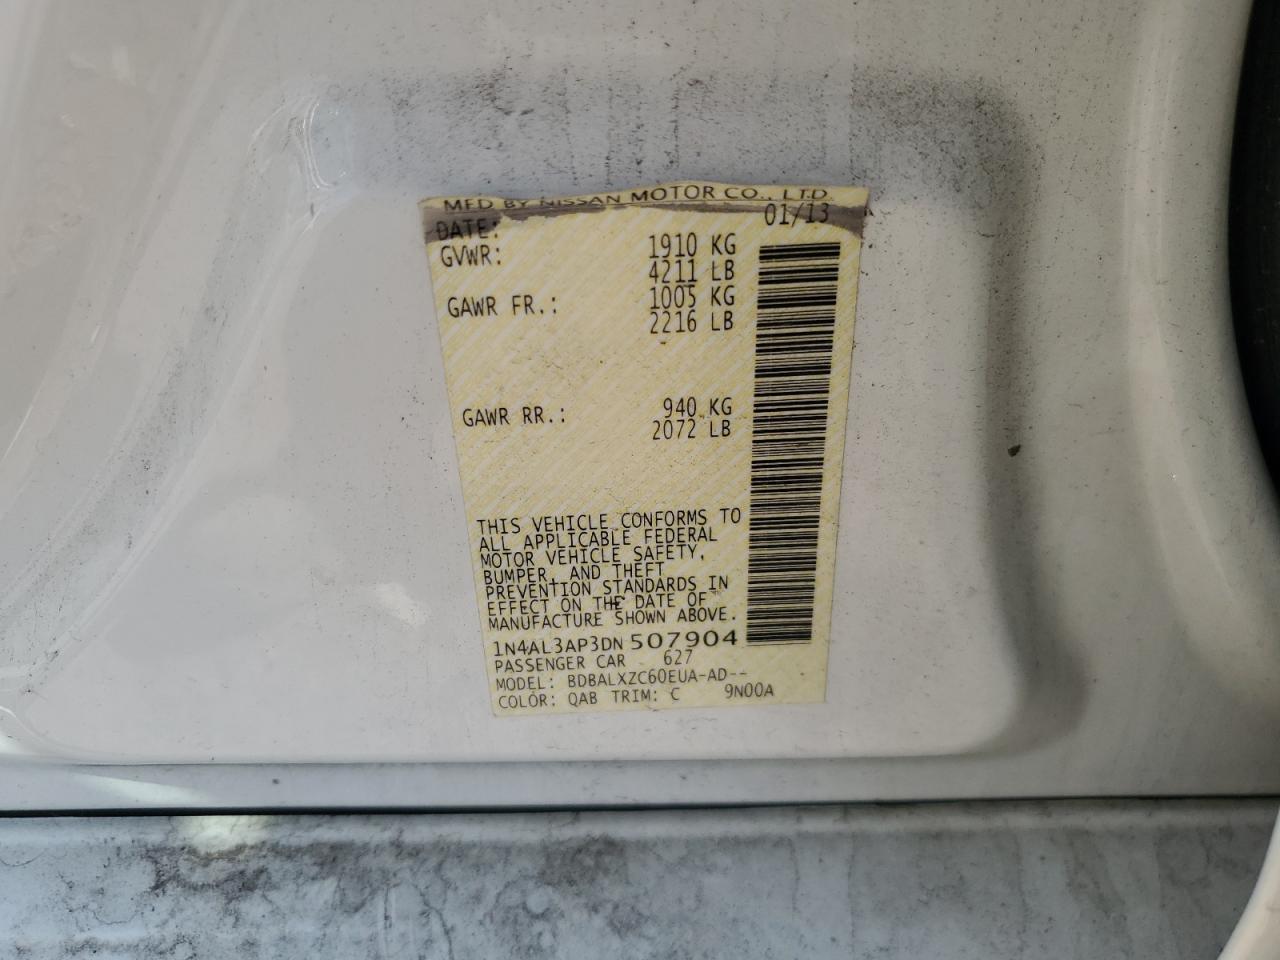 MFD BY NISSAN MOTOR CO., LTD.
DATE: 01/13
GVWR: 1910 KG
4211 LB
GAWR FR.: 1005 KG
2216 LB
GAWR RR.: 940 KG
2072 LB
THIS VEHICLE CONFORMS TO
ALL APPLICABLE FEDERAL
MOTOR VEHICLE SAFETY,
BUMPER, AND THEFT
PREVENTION STANDARDS IN
EFFECT ON THE DATE OF
MANUFACTURE SHOWN ABOVE.
1N4AL3AP3DN507904
PASSENGER CAR 627
MODEL: BDBALXZC60EUA-AD--
COLOR: QAB TRIM: C 9N00A